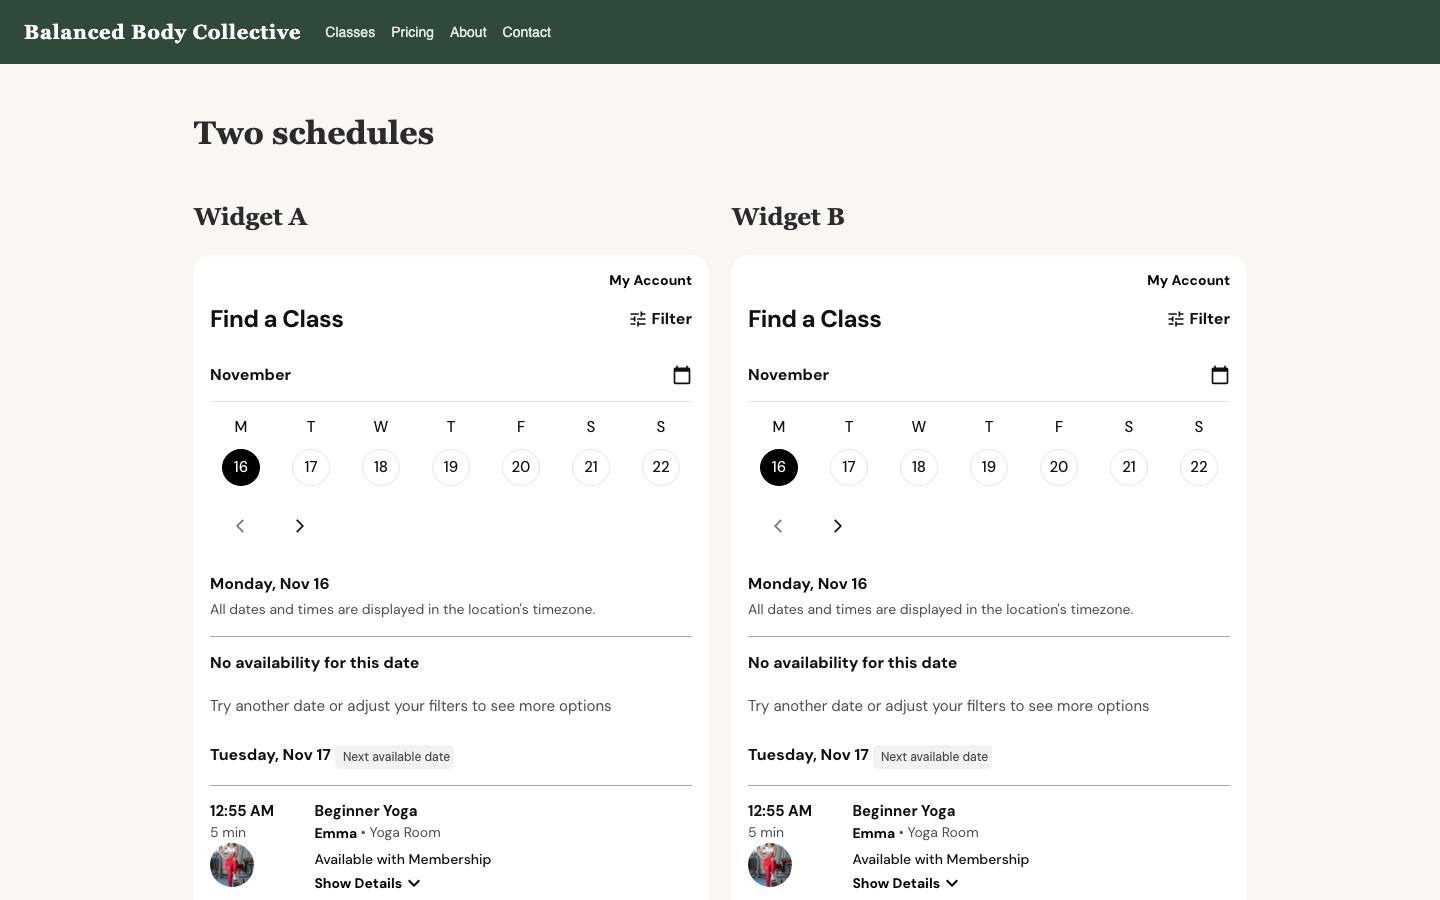 Balanced Body Collective Classes Pricing About Contact
Two schedules
Widget A
My Account
Find a Class Filter
November
M T W T F S S
16 17 18 19 20 21 22
Monday, Nov 16
All dates and times are displayed in the location's timezone.
No availability for this date
Try another date or adjust your filters to see more options
Tuesday, Nov 17 Next available date
12:55 AM Beginner Yoga
5 min Emma • Yoga Room
Available with Membership
Show Details
Widget B
My Account
Find a Class Filter
November
M T W T F S S
16 17 18 19 20 21 22
Monday, Nov 16
All dates and times are displayed in the location's timezone.
No availability for this date
Try another date or adjust your filters to see more options
Tuesday, Nov 17 Next available date
12:55 AM Beginner Yoga
5 min Emma • Yoga Room
Available with Membership
Show Details